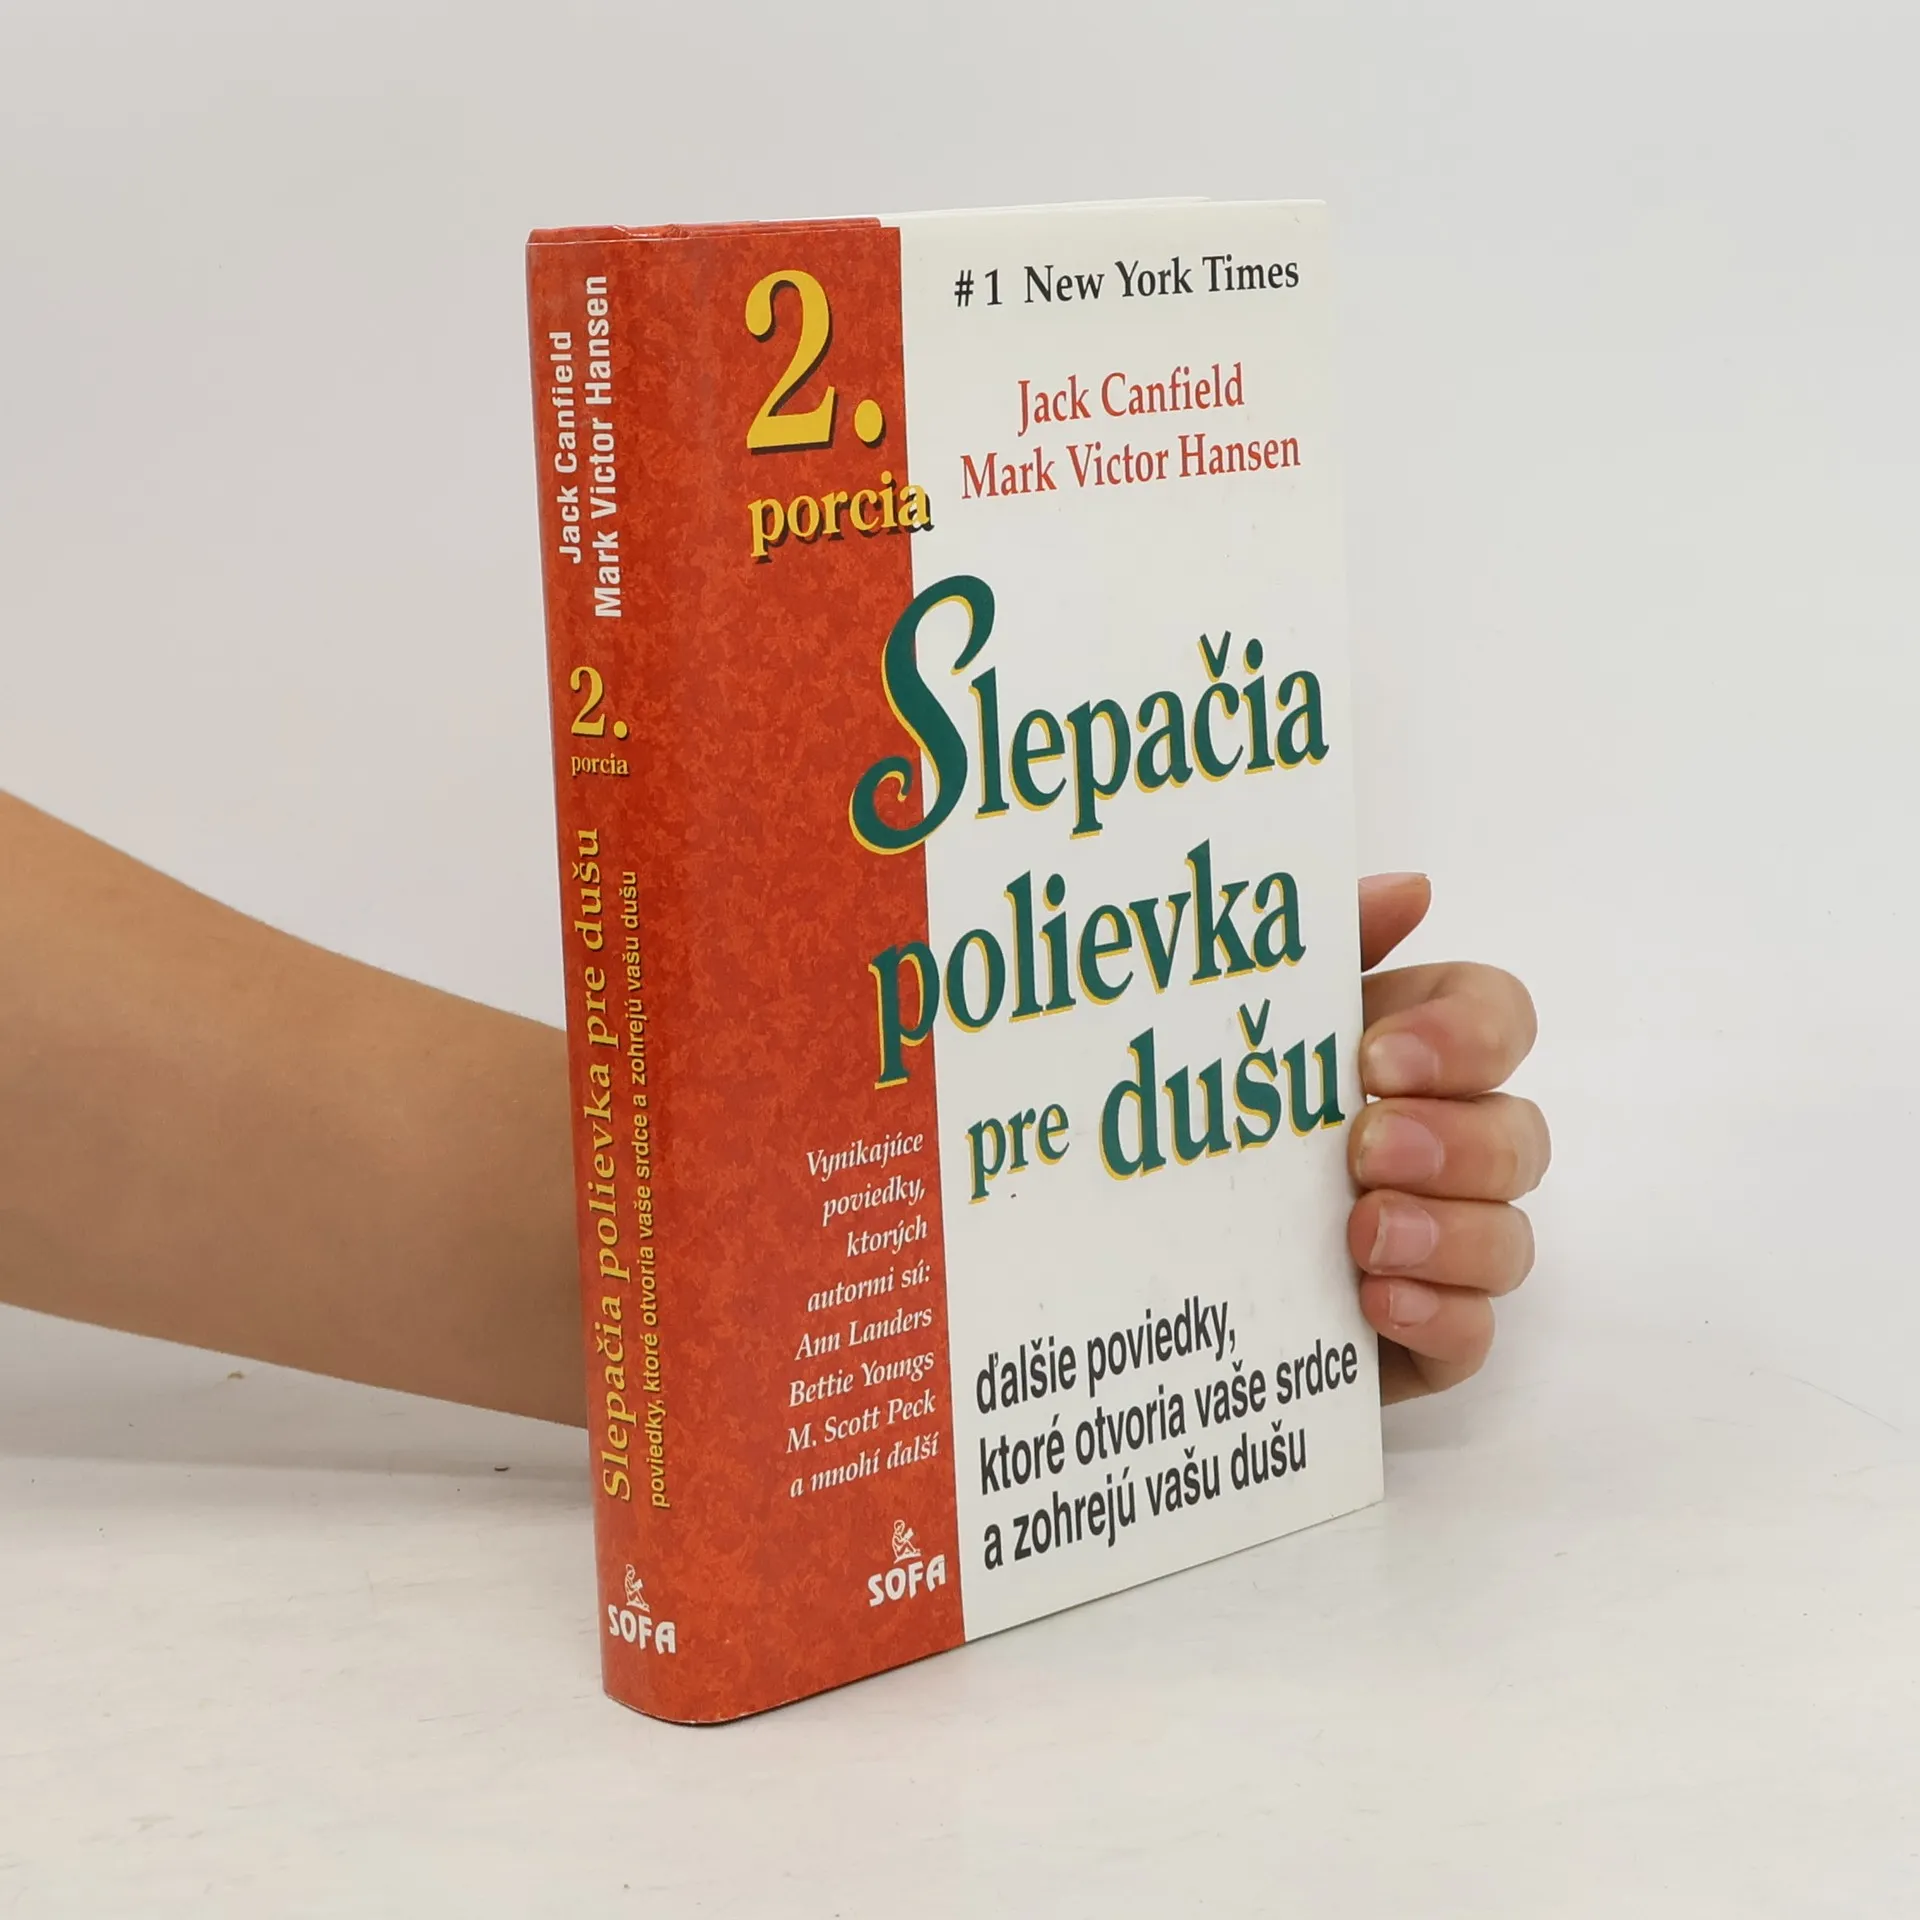 Jack Canfield
Mark Victor Hansen
2.
porcia
Slepačia polievka pre dušu
poviedky, ktoré otvoria vaše srdce a zohrejú vašu dušu
SOFA
2.
porcia
# 1 New York Times
Jack Canfield
Mark Victor Hansen
Slepačia
polievka
pre dušu
Vynikajúce
poviedky,
ktorých
autormi sú:
Ann Landers
Bettie Youngs
M. Scott Peck
a mnohí ďalší
SOFA
ďalšie poviedky,
ktoré otvoria vaše srdce
a zohrejú vašu dušu